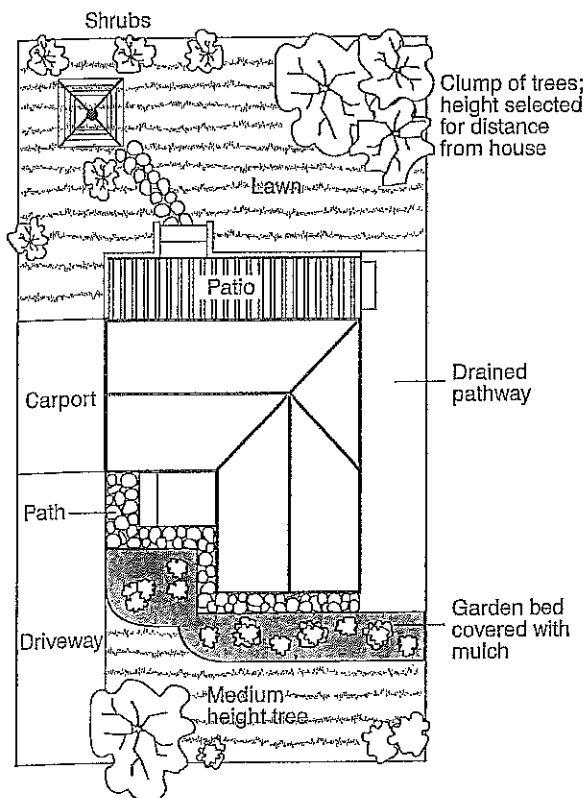 Shrubs
Clump of trees;
height selected
for distance
from house
Lawn
Patio
Carport
Drained
pathway
Path
Driveway
Garden bed
covered with
mulch
Medium
height tree